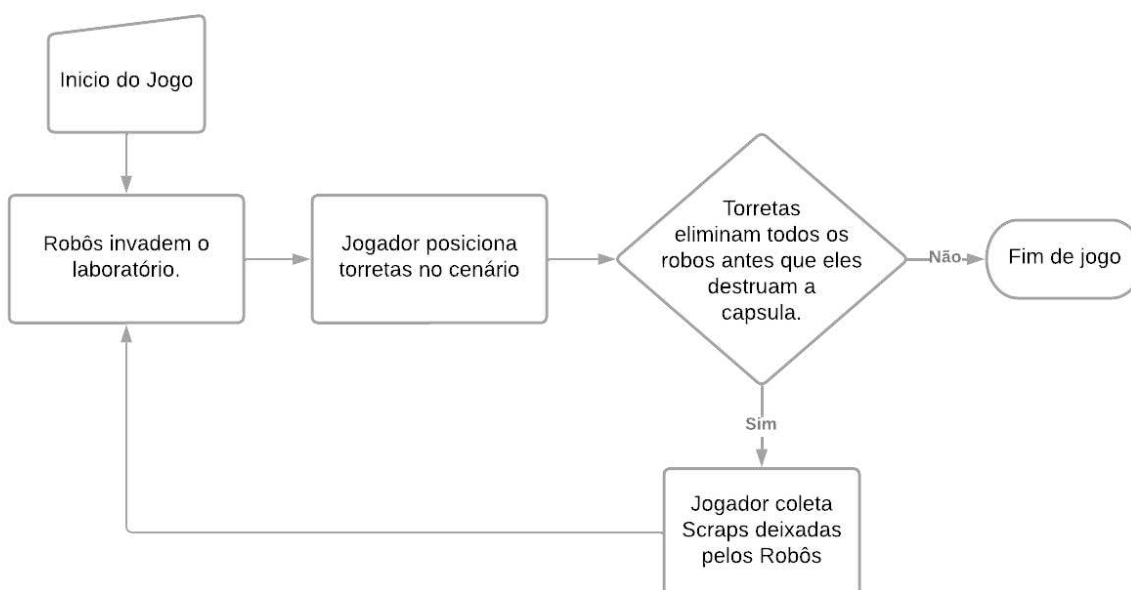 Inicio do Jogo
Robôs invadem o
laboratório.
Jogador posiciona
torretas no cenário
Torretas
eliminam todos os
robos antes que eles
destruam a
capsula.
Não
Fim de jogo
Sim
Jogador coleta
Scraps deixadas
pelos Robôs